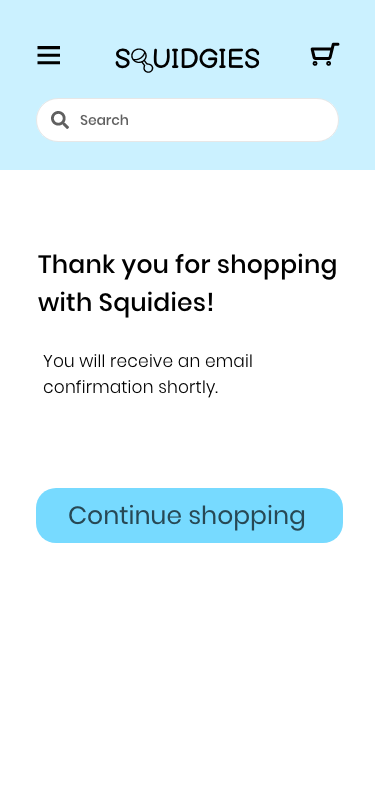 SQUIDGIES
Search
Thank you for shopping
with Squidies!
You will receive an email
confirmation shortly.
Continue shopping